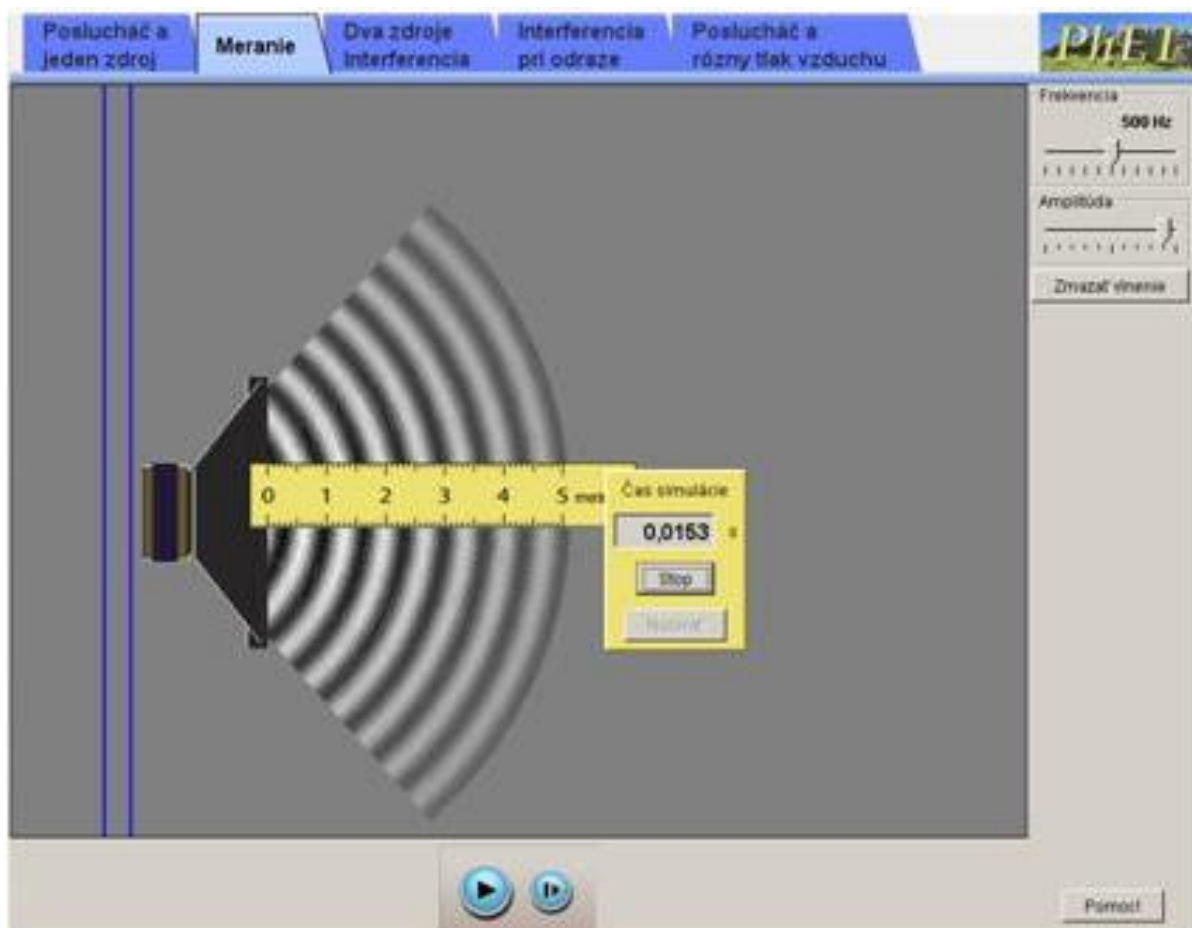 Poslucháč a
jeden zdroj
Meranie
Dva zdroje
Interferencia
Interferencia
pri odraze
Poslucháč a
rôzny tlak vzduchu
PhET
Frekvencia
500 Hz
Amplitúda
Zmazať vlnenie
0 1 2 3 4 5
Čas simulácie
0,0153 s
Stop
Pomoc!